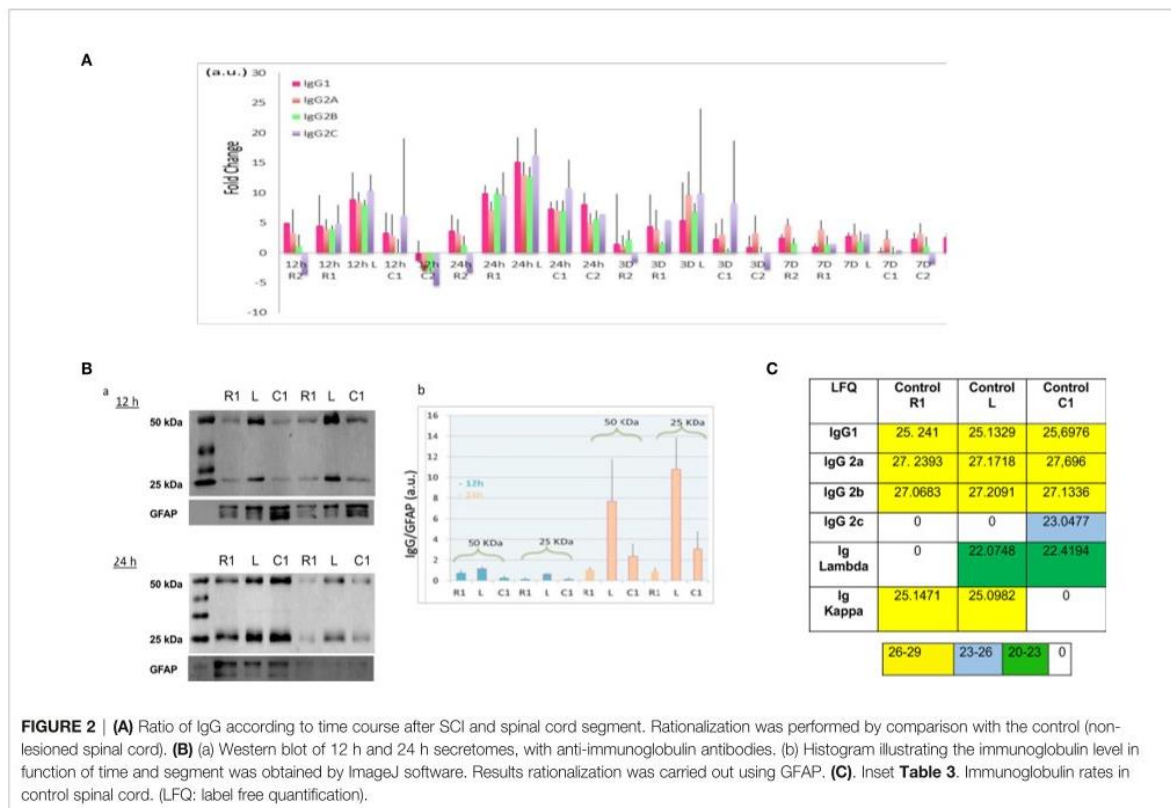 A
(a.u.)
30
25
20
15
10
5
0
-5
-10
Fold Change
IgG1
IgG2A
IgG2B
IgG2C
12h R2
12h R1
12h L
12h C1
12h C2
24h R2
24h R1
24h L
24h C1
24h C2
3D R2
3D R1
3D L
3D C1
3D C2
7D R2
7D R1
7D L
7D C1
7D C2
B
a
12 h
R1 L C1 R1 L C1
50 kDa
25 kDa
GFAP
24 h
R1 L C1 R1 L C1
50 kDa
25 kDa
GFAP
b
16
14
12
10
8
6
4
2
0
IgG/GFAP (a.u.)
- 12h
- 24h
50 KDa
25 KDa
50 KDa
25 KDa
R1 L C1 R1 L C1 R1 L C1 R1 L C1
C
LFQ Control R1 Control L Control C1
IgG1 25. 241 25.1329 25,6976
IgG 2a 27. 2393 27.1718 27,696
IgG 2b 27.0683 27.2091 27.1336
IgG 2c 0 0 23.0477
Ig Lambda 0 22.0748 22.4194
Ig Kappa 25.1471 25.0982 0
26-29 23-26 20-23 0
FIGURE 2 | (A) Ratio of IgG according to time course after SCI and spinal cord segment. Rationalization was performed by comparison with the control (non-
lesioned spinal cord). (B) (a) Western blot of 12 h and 24 h secretomes, with anti-immunoglobulin antibodies. (b) Histogram illustrating the immunoglobulin level in
function of time and segment was obtained by ImageJ software. Results rationalization was carried out using GFAP. (C). Inset Table 3. Immunoglobulin rates in
control spinal cord. (LFQ: label free quantification).